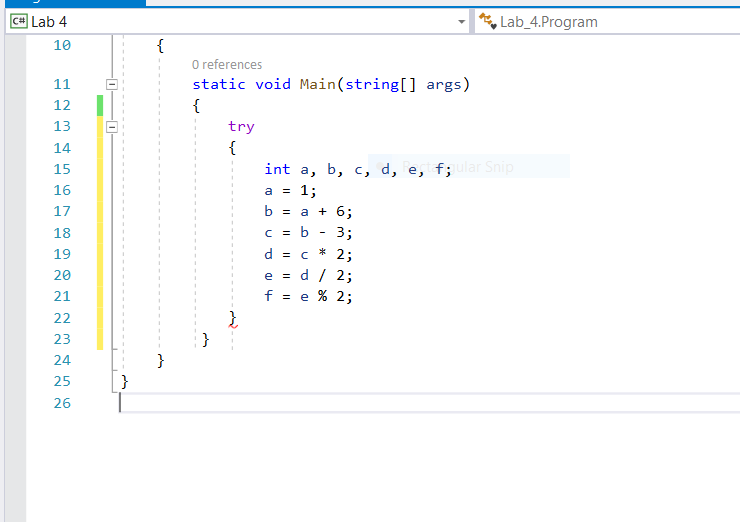 C# Lab 4 Lab_4.Program
10 {
0 references
11 static void Main(string[] args)
12 {
13 try
14 {
15 int a, b, c, d, e, f;
Rectangular Snip
16 a = 1;
17 b = a + 6;
18 c = b - 3;
19 d = c * 2;
20 e = d / 2;
21 f = e % 2;
22 }
23 }
24 }
25 }
26